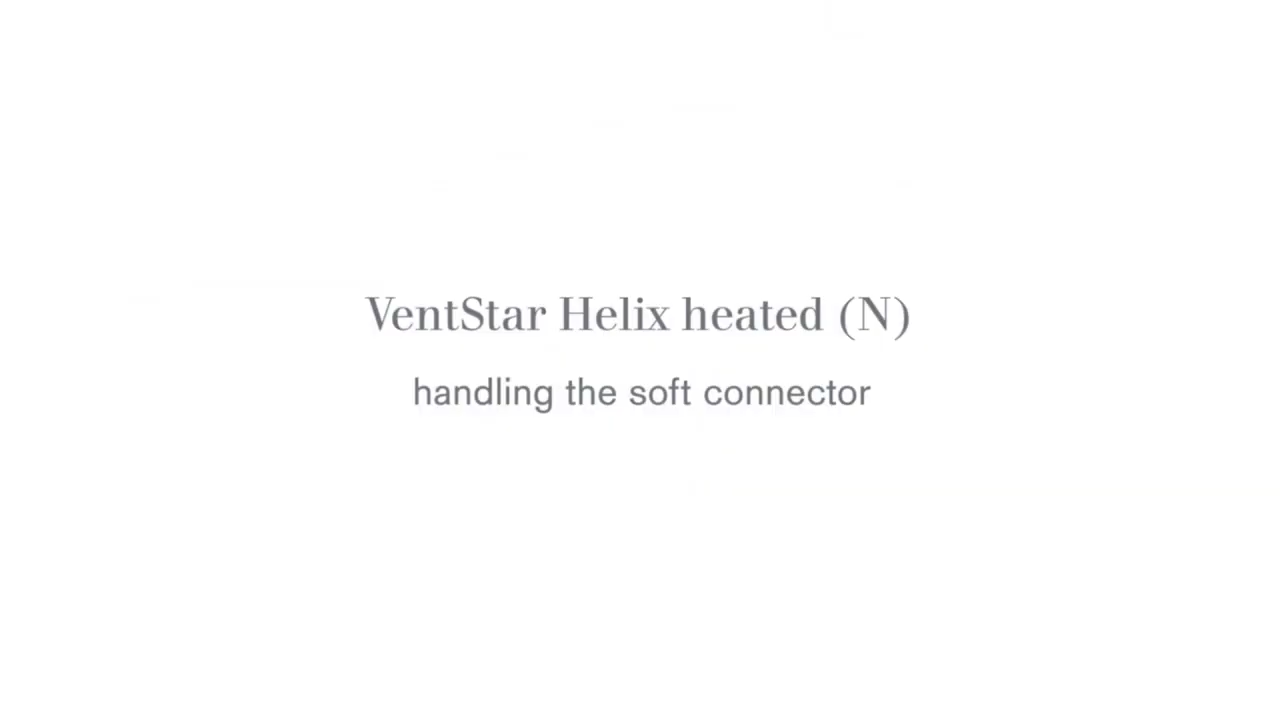 VentStar Helix heated (N)
handling the soft connector